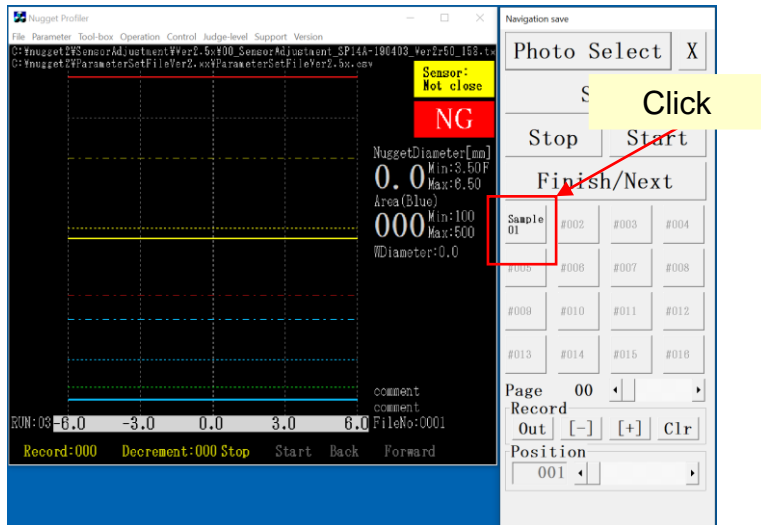 Nugget Profiler
File Parameter Tool-box Operation Control Judge-level Support Version
C:¥nugget2¥SensorAdjustment¥Ver2.5x¥00_SensorAdjustment_SP14A-190403_Ver2r50_158.tx
C:¥nugget2¥ParameterSetFileVer2.xx¥ParameterSetFileVer2.5x.csv
Sensor:
Not close
NG
NuggetDiameter[mm]
0.0 Min:3.50F
Max:6.50
Area(Blue)
000 Min:100
Max:500
WDiameter:0.0
comment
comment
RUN:03 -6.0 -3.0 0.0 3.0 6.0 FileNo:0001
Record:000 Decrement:000 Stop Start Back Forward
Navigation save
Photo Select X
S
Click
Stop Start
Finish/Next
Sample
01 #002 #003 #004
#005 #006 #007 #008
#009 #010 #011 #012
#013 #014 #015 #016
Page 00
Record
Out [-] [+] Clr
Position
001